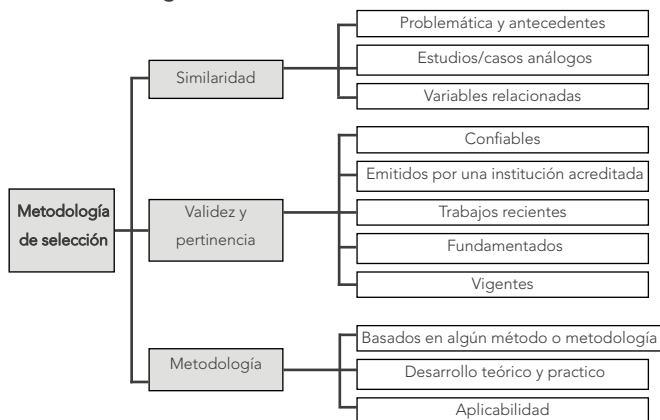 Metodología
de selección
Similaridad
Problemática y antecedentes
Estudios/casos análogos
Variables relacionadas
Validez y
pertinencia
Confiables
Emitidos por una institución acreditada
Trabajos recientes
Fundamentados
Vigentes
Metodología
Basados en algún método o metodología
Desarrollo teórico y practico
Aplicabilidad